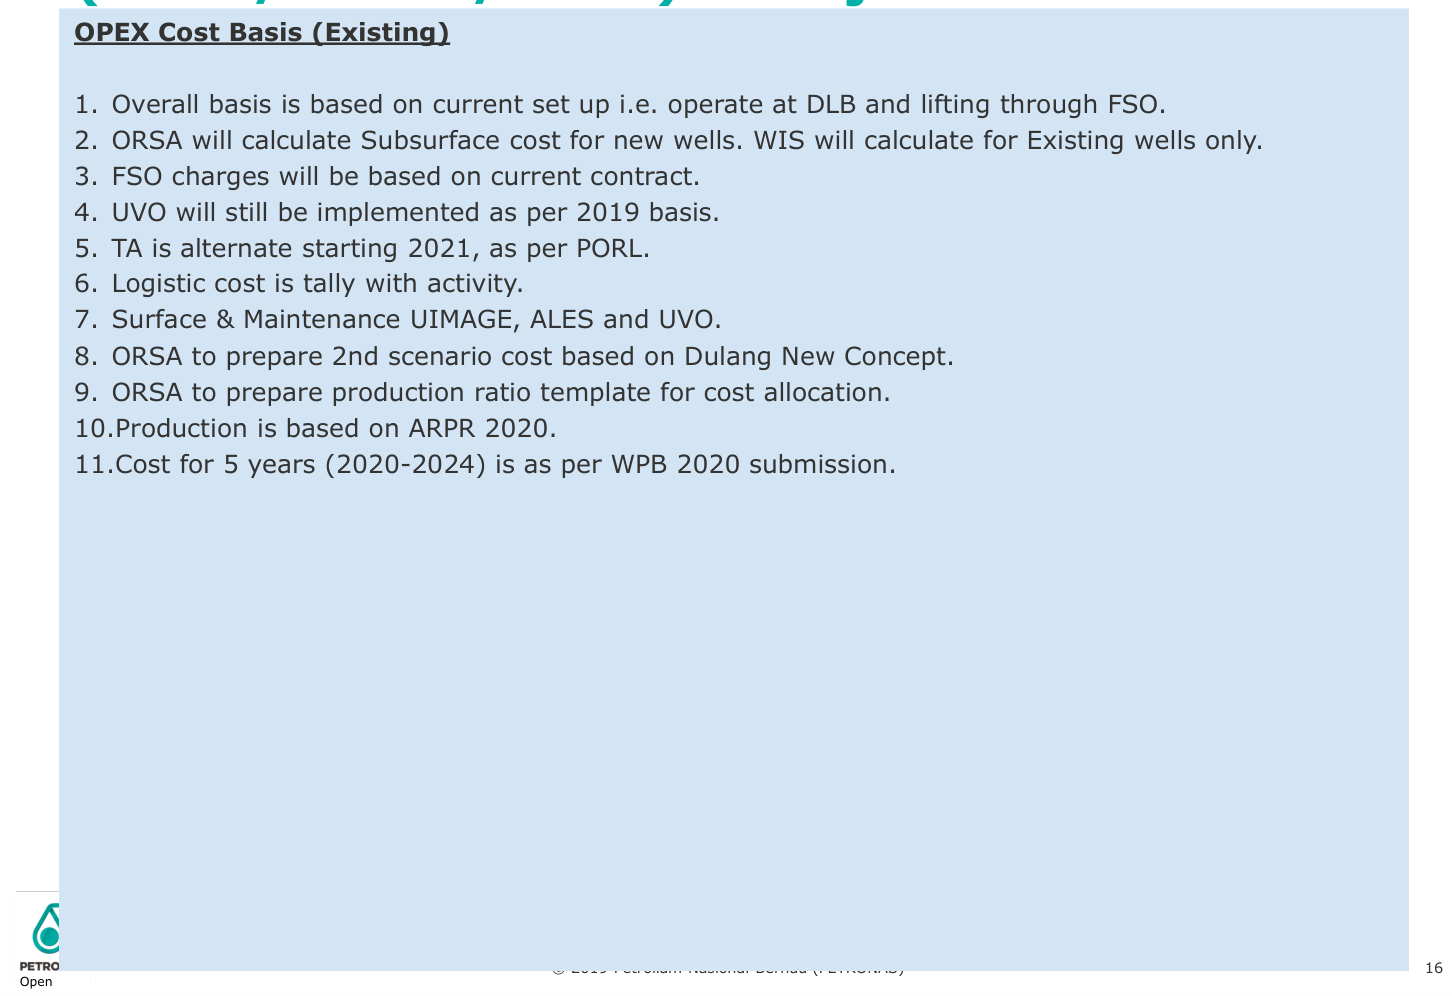 OPEX Cost Basis (Existing)
1. Overall basis is based on current set up i.e. operate at DLB and lifting through FSO.
2. ORSA will calculate Subsurface cost for new wells. WIS will calculate for Existing wells only.
3. FSO charges will be based on current contract.
4. UVO will still be implemented as per 2019 basis.
5. TA is alternate starting 2021, as per PORL.
6. Logistic cost is tally with activity.
7. Surface & Maintenance UIMAGE, ALES and UVO.
8. ORSA to prepare 2nd scenario cost based on Dulang New Concept.
9. ORSA to prepare production ratio template for cost allocation.
10.Production is based on ARPR 2020.
11.Cost for 5 years (2020-2024) is as per WPB 2020 submission.
PETRO
© 2019 Petroliam Nasional Berhad (PETRONAS)
16
Open